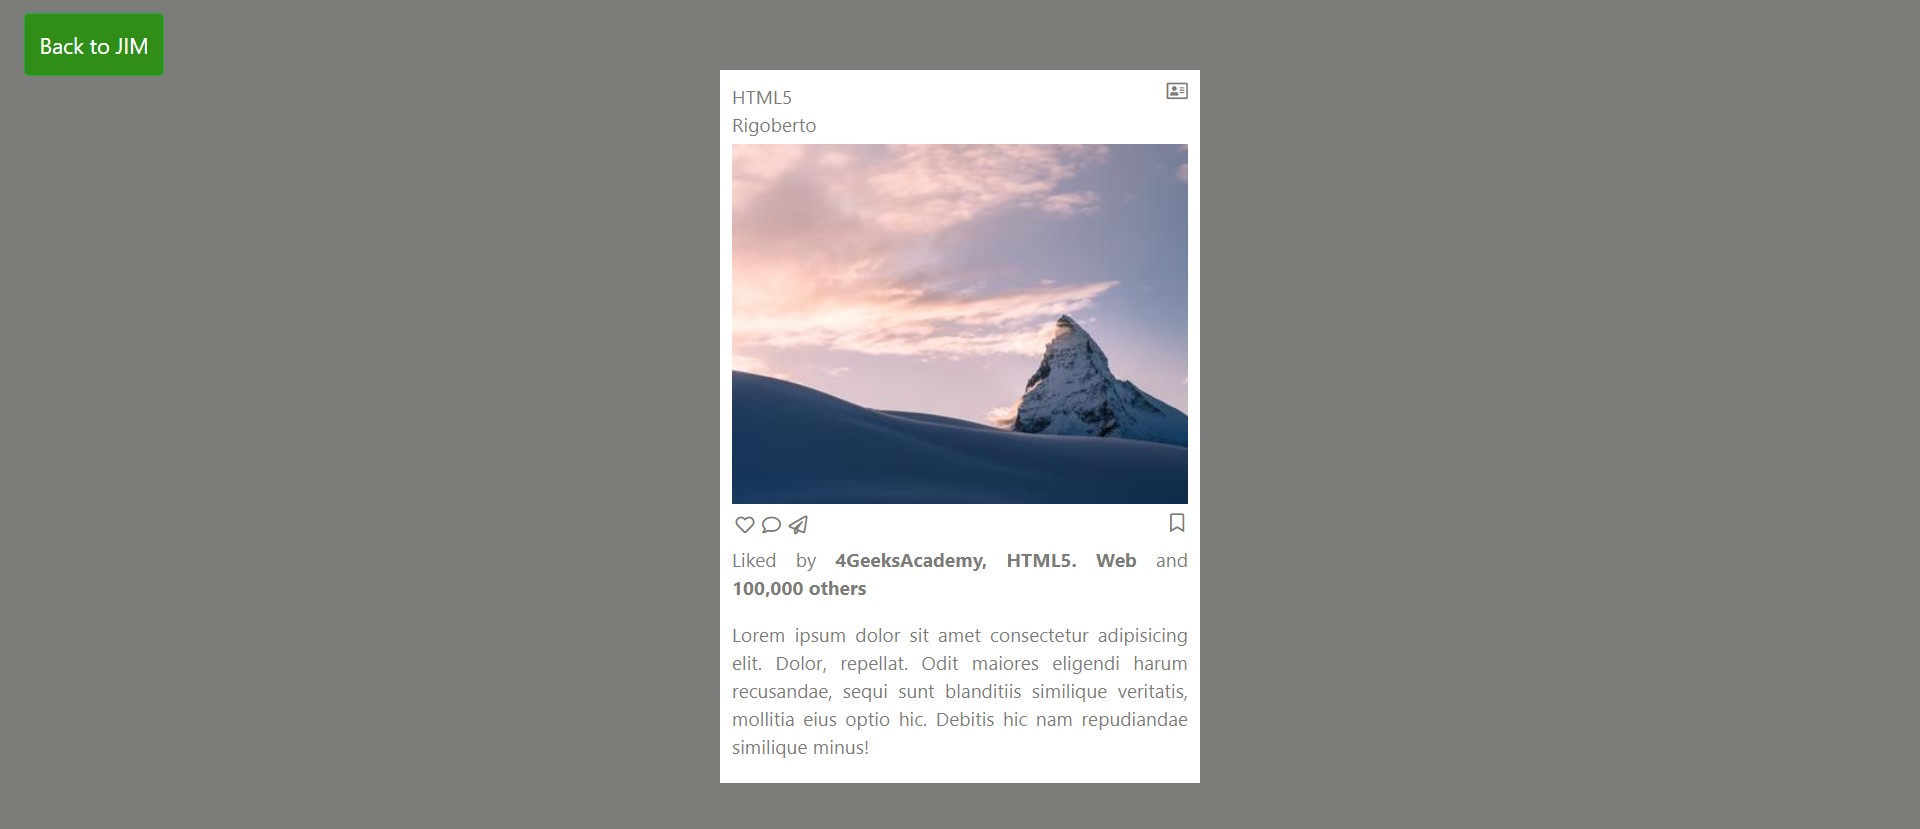 Back to JIM
HTML5
Rigoberto
Liked by 4GeeksAcademy, HTML5. Web and
100,000 others
Lorem ipsum dolor sit amet consectetur adipisicing
elit. Dolor, repellat. Odit maiores eligendi harum
recusandae, sequi sunt blanditiis similique veritatis,
mollitia eius optio hic. Debitis hic nam repudiandae
similique minus!